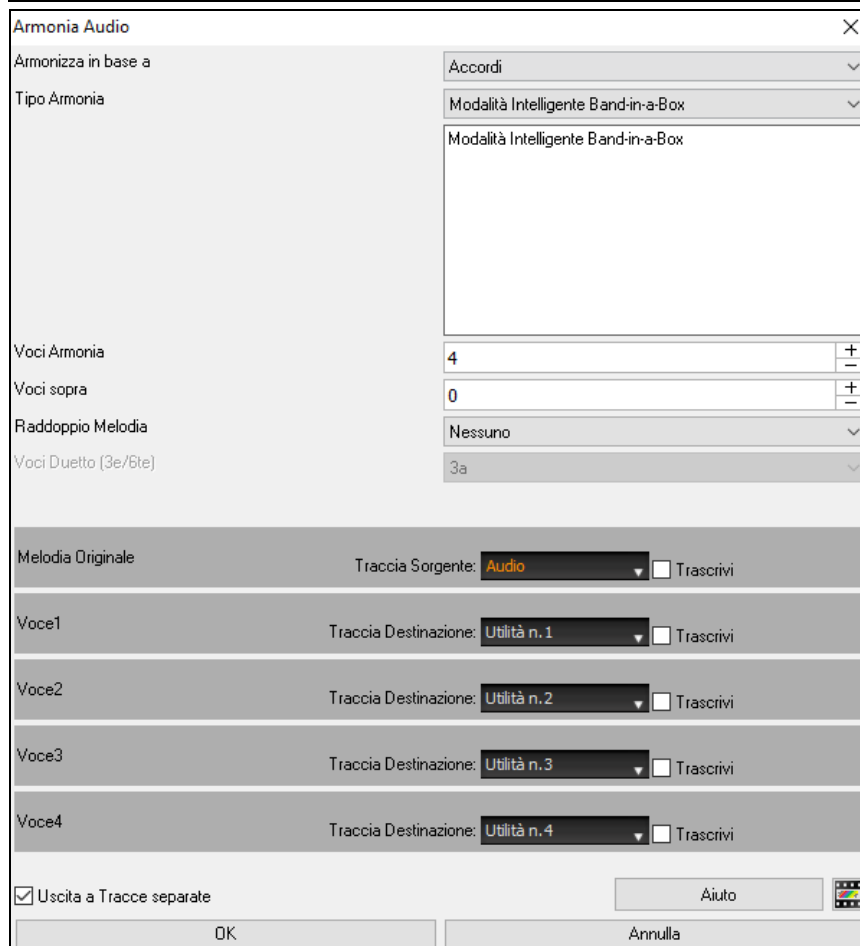 Armonia Audio
Armonizza in base a Accordi
Tipo Armonia Modalità Intelligente Band-in-a-Box
Modalità Intelligente Band-in-a-Box
Voci Armonia 4
Voci sopra 0
Raddoppio Melodia Nessuno
Voci Duetto (3e/6te) 3a
Melodia Originale Traccia Sorgente: Audio Trascrivi
Voce1 Traccia Destinazione: Utilità n.1 Trascrivi
Voce2 Traccia Destinazione: Utilità n.2 Trascrivi
Voce3 Traccia Destinazione: Utilità n.3 Trascrivi
Voce4 Traccia Destinazione: Utilità n.4 Trascrivi
Uscita a Tracce separate Aiuto
OK Annulla